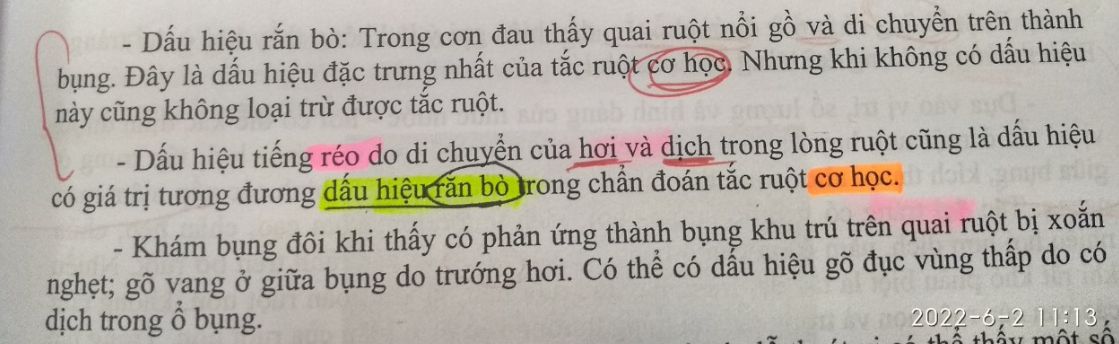 - Dấu hiệu rắn bò: Trong cơn đau thấy quai ruột nổi gồ và di chuyển trên thành
bụng. Đây là dấu hiệu đặc trưng nhất của tắc ruột cơ học. Nhưng khi không có dấu hiệu
này cũng không loại trừ được tắc ruột.
- Dấu hiệu tiếng réo do di chuyển của hơi và dịch trong lòng ruột cũng là dấu hiệu
có giá trị tương đương dấu hiệu rắn bò trong chẩn đoán tắc ruột cơ học.
- Khám bụng đôi khi thấy có phản ứng thành bụng khu trú trên quai ruột bị xoắn
nghẹt; gõ vang ở giữa bụng do trướng hơi. Có thể có dấu hiệu gõ đục vùng thấp do có
dịch trong ổ bụng.
2022-6-2 11:13
thấy một số